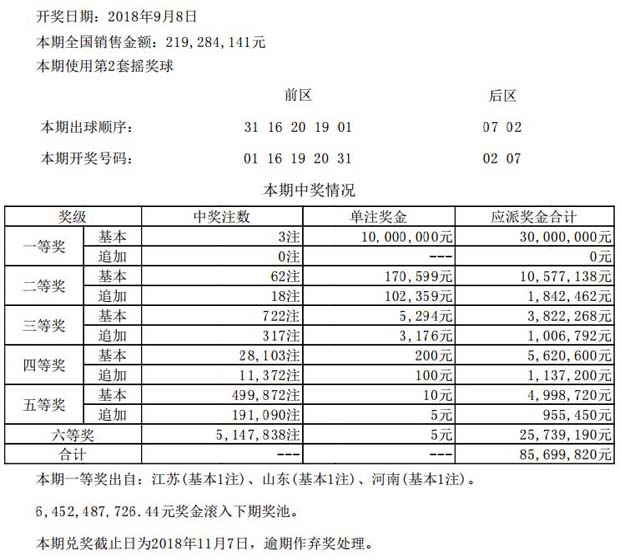 开奖日期：2018年9月8日
本期全国销售金额：219,284,141元
本期使用第2套摇奖球
前区 后区
本期出球顺序： 31 16 20 19 01 07 02
本期开奖号码： 01 16 19 20 31 02 07
本期中奖情况
奖级 中奖注数 单注奖金 应派奖金合计
一等奖 基本 3注 10,000,000元 30,000,000元
追加 0注 --- 0元
二等奖 基本 62注 170,599元 10,577,138元
追加 18注 102,359元 1,842,462元
三等奖 基本 722注 5,294元 3,822,268元
追加 317注 3,176元 1,006,792元
四等奖 基本 28,103注 200元 5,620,600元
追加 11,372注 100元 1,137,200元
五等奖 基本 499,872注 10元 4,998,720元
追加 191,090注 5元 955,450元
六等奖 5,147,838注 5元 25,739,190元
合计 --- --- 85,699,820元
本期一等奖出自：江苏(基本1注)、山东(基本1注)、河南(基本1注)。
6,452,487,726.44元奖金滚入下期奖池。
本期兑奖截止日为2018年11月7日，逾期作弃奖处理。